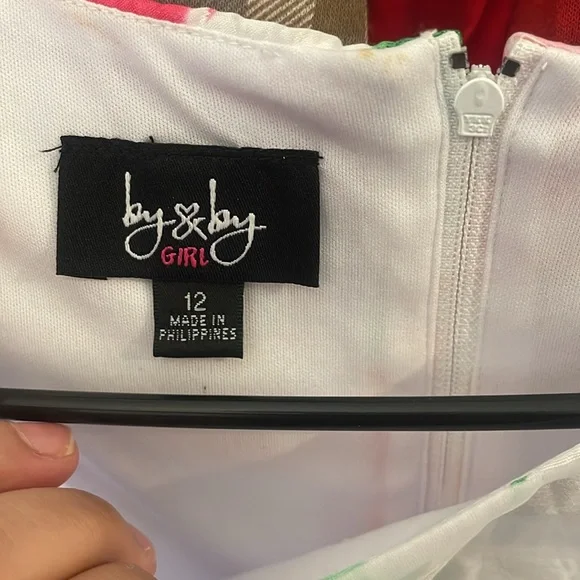 by & by
GIRL
12
MADE IN
PHILIPPINES